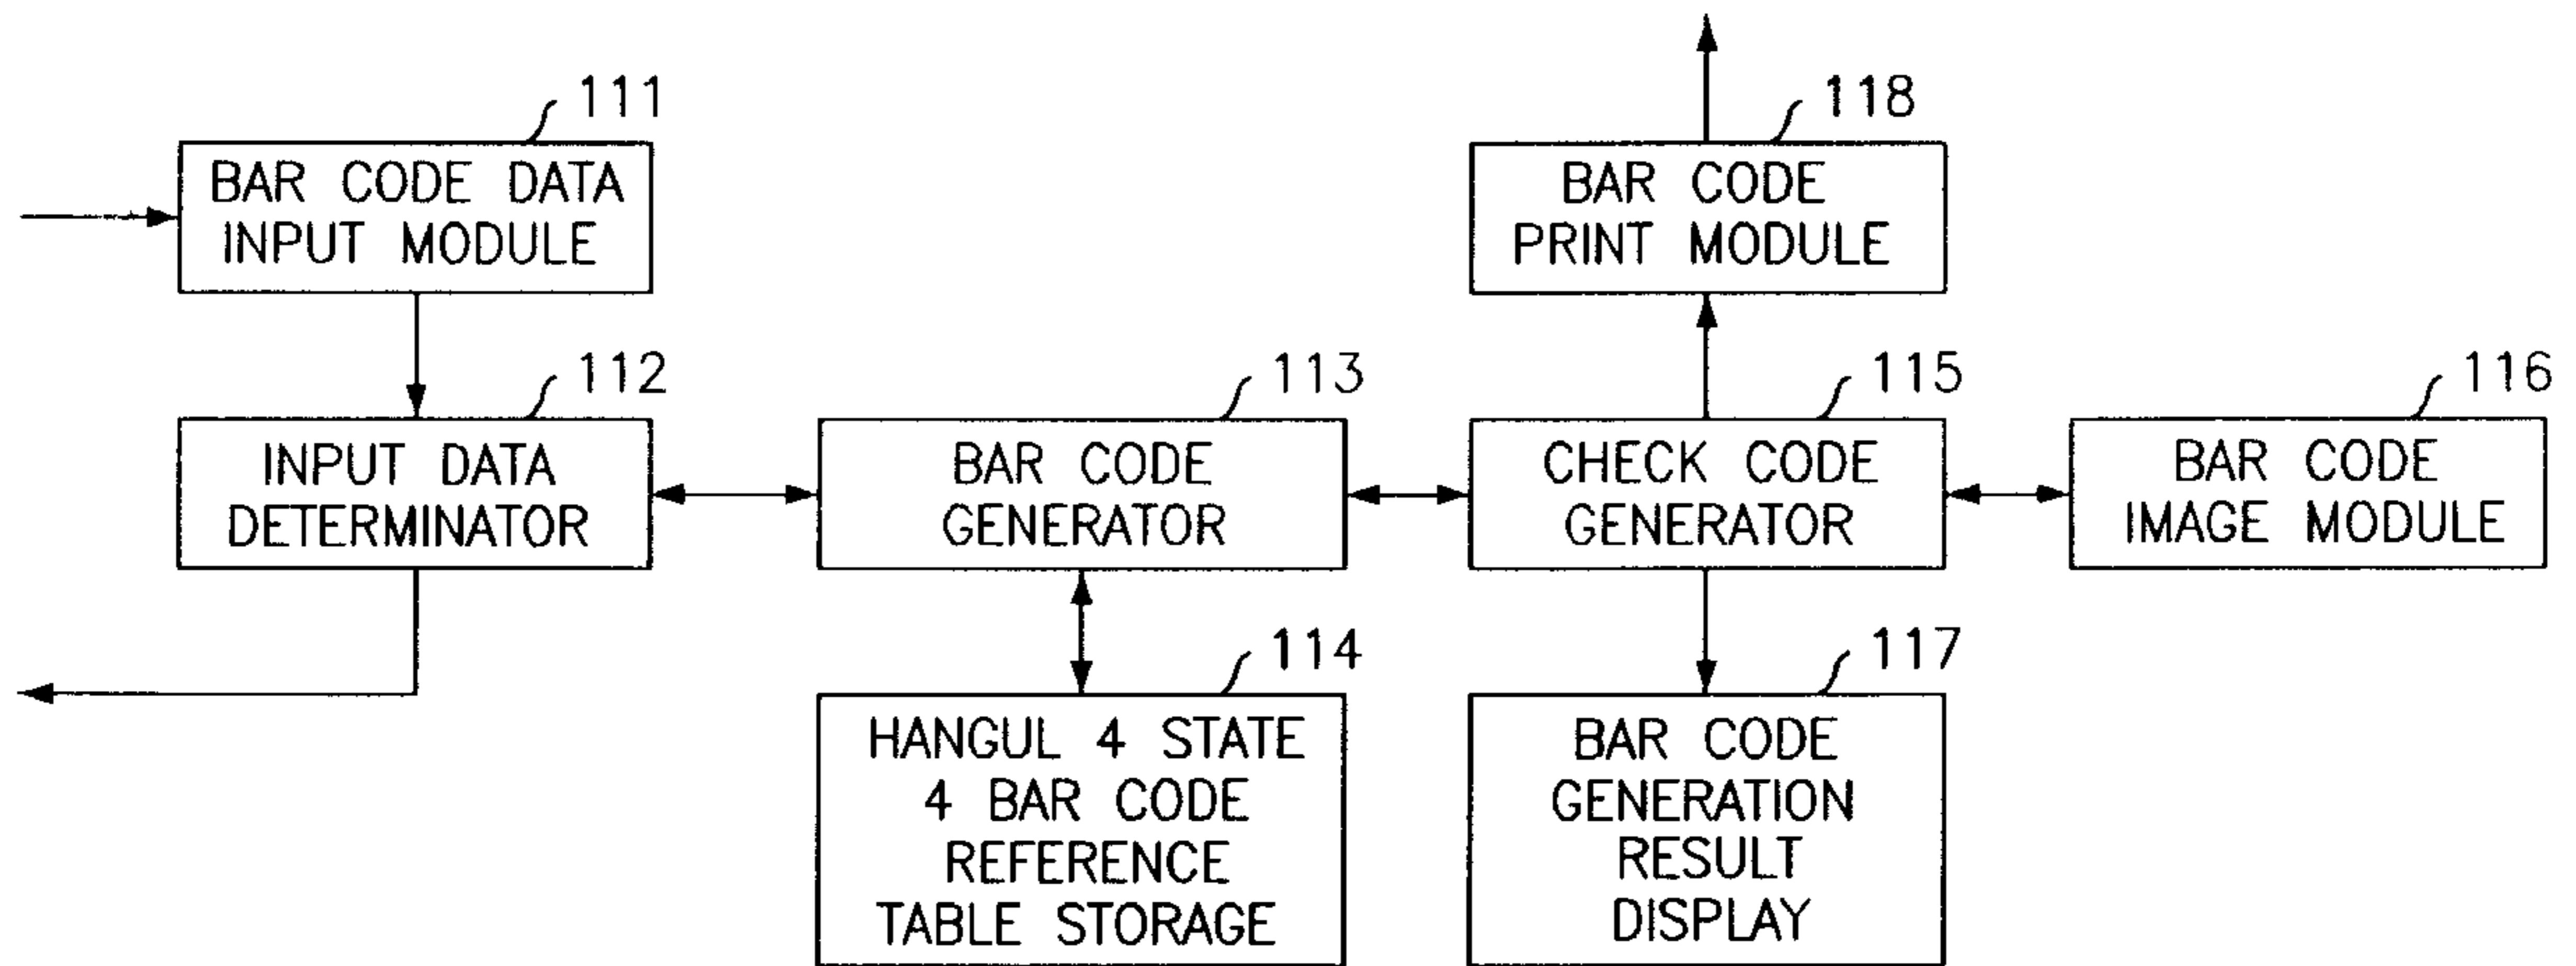 111
BAR CODE DATA
INPUT MODULE
118
BAR CODE
PRINT MODULE
112
INPUT DATA
DETERMINATOR
113
BAR CODE
GENERATOR
115
CHECK CODE
GENERATOR
116
BAR CODE
IMAGE MODULE
114
HANGUL 4 STATE
4 BAR CODE
REFERENCE
TABLE STORAGE
117
BAR CODE
GENERATION
RESULT
DISPLAY